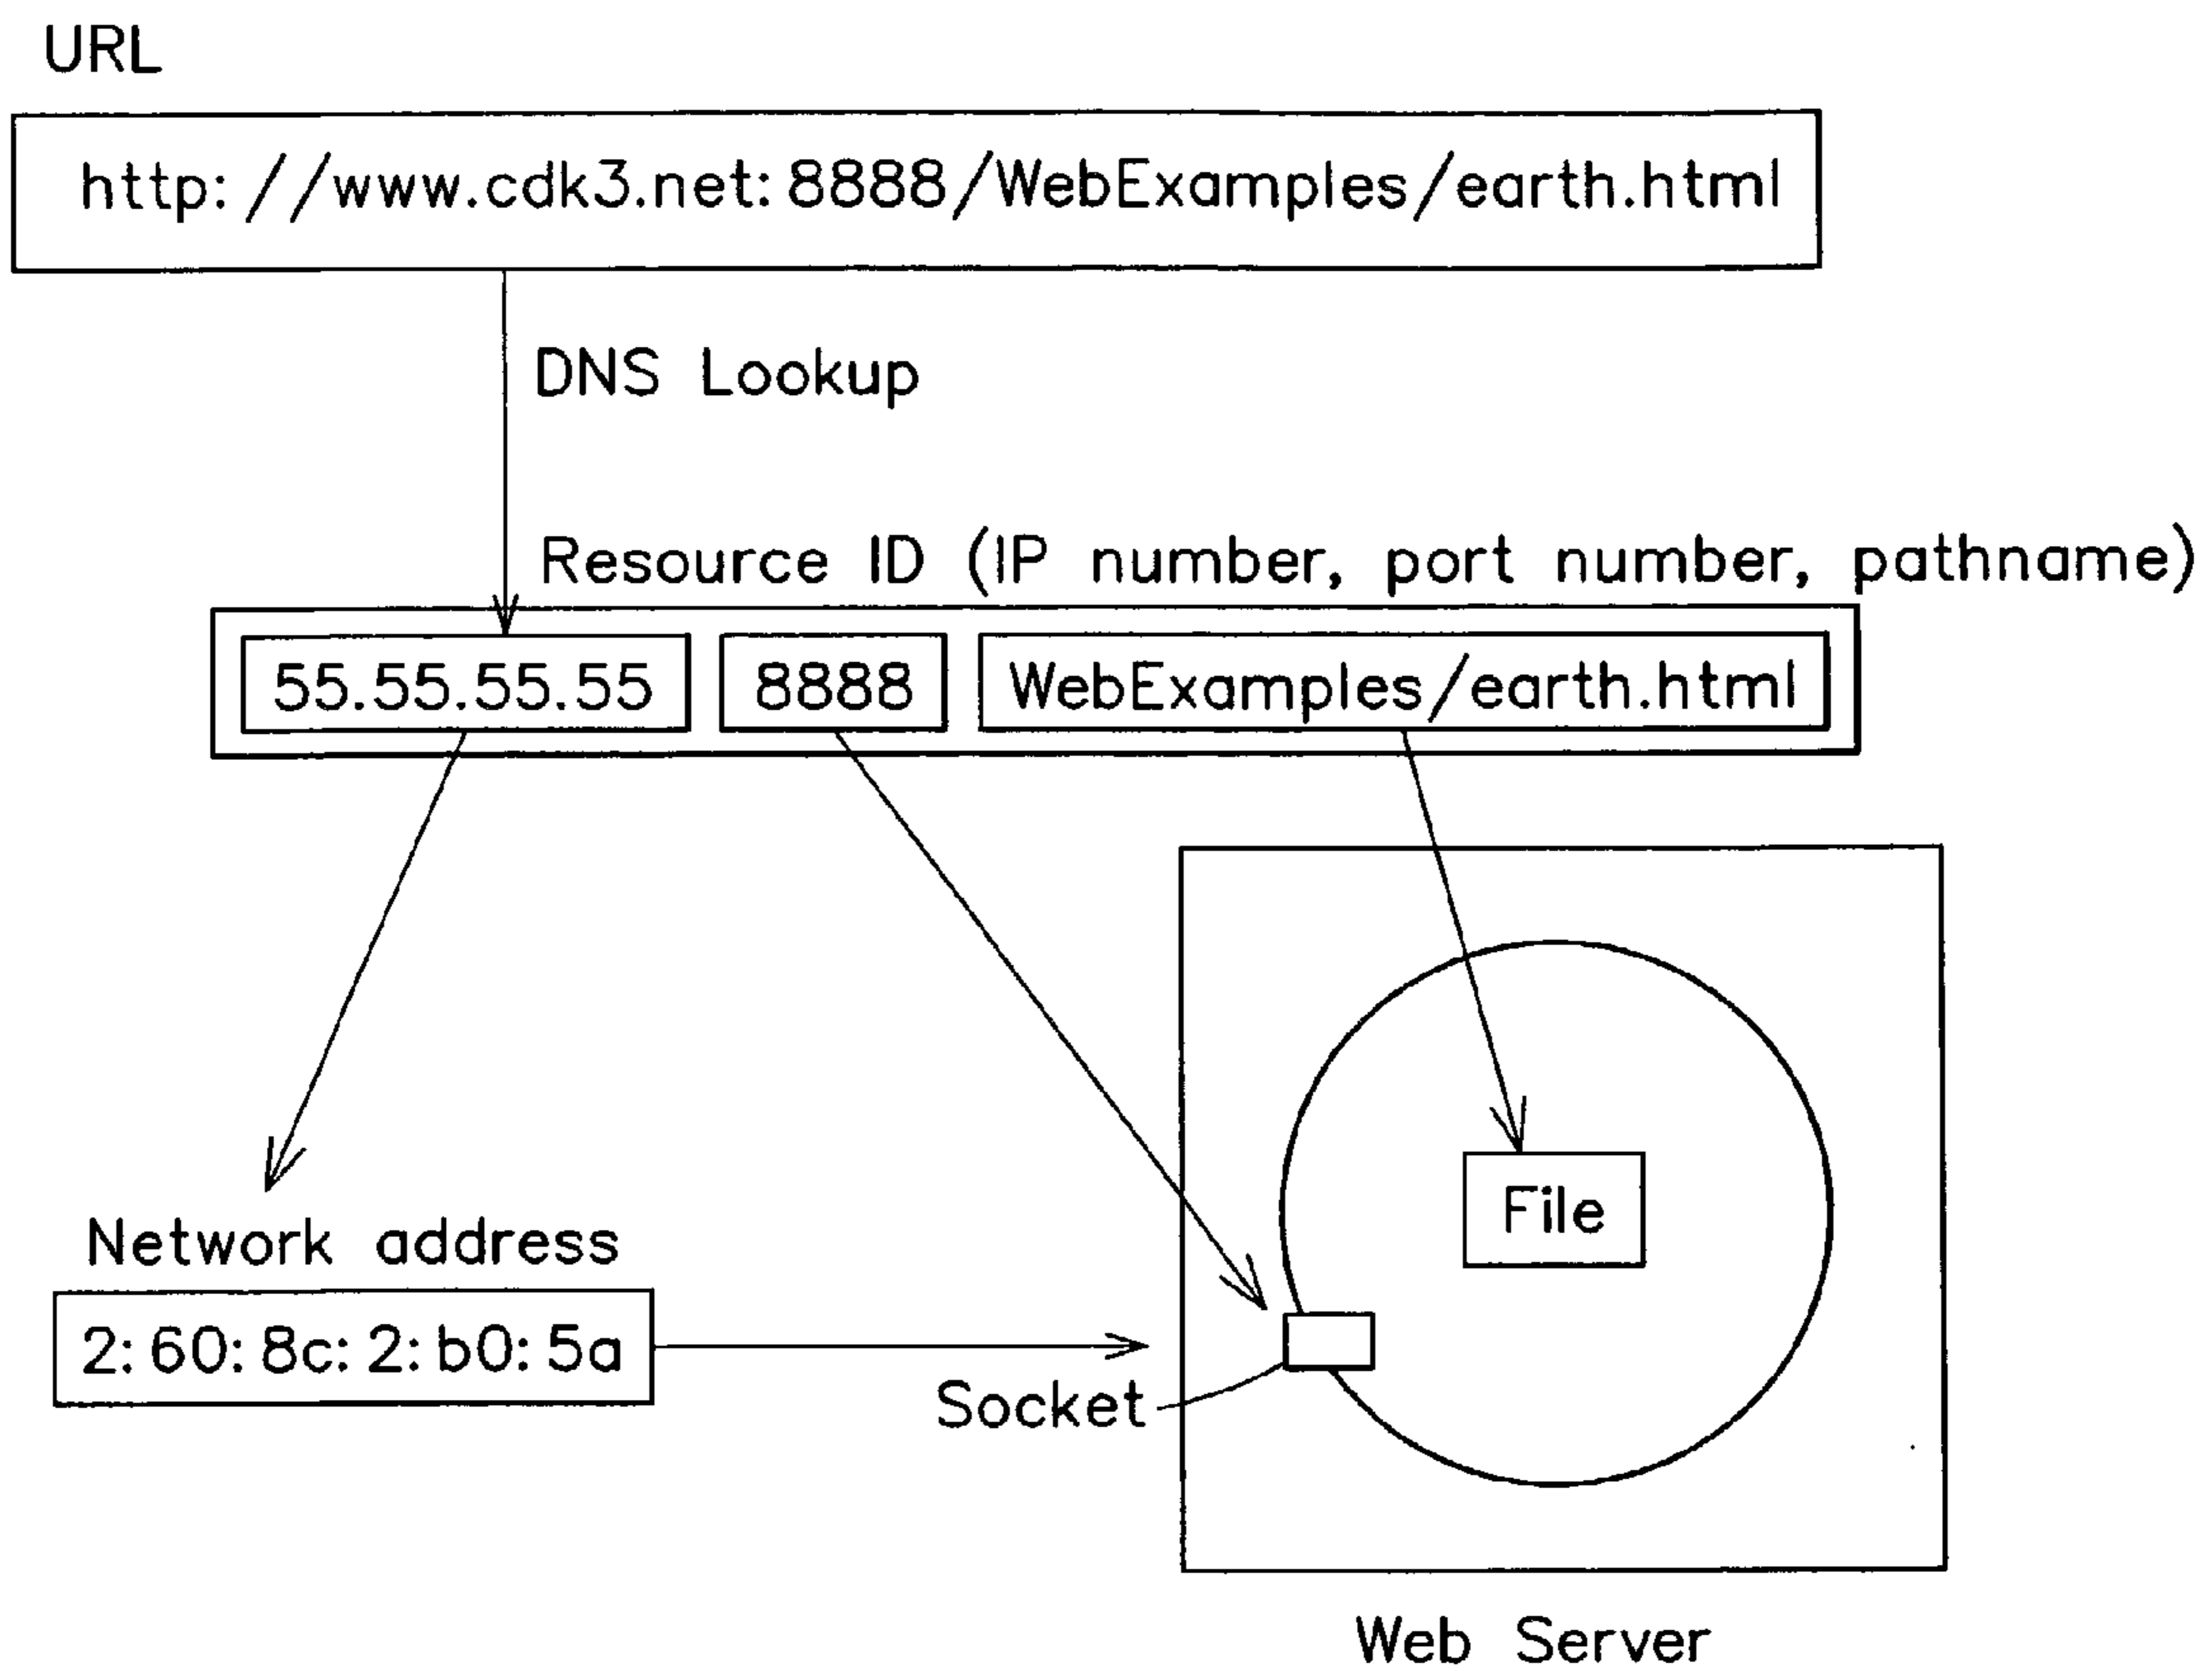 URL
http://www.cdk3.net:8888/WebExamples/earth.html
DNS Lookup
Resource ID (IP number, port number, pathname)
55.55.55.55 8888 WebExamples/earth.html
File
Network address
2:60:8c:2:b0:5a
Socket
Web Server